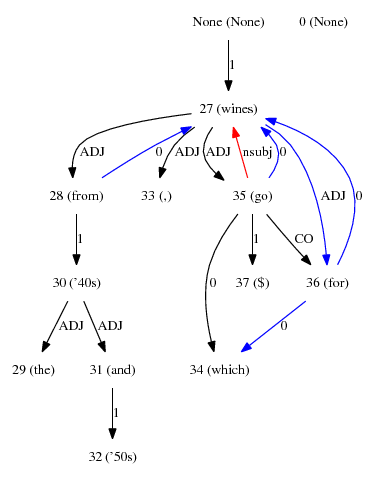 None (None) 0 (None)
1
27 (wines)
ADJ 0 ADJ ADJ nsubj 0 ADJ 0
28 (from) 33 (,) 35 (go)
1 0 1 CO
30 ('40s) 37 ($) 36 (for)
ADJ ADJ 0
29 (the) 31 (and) 34 (which)
1
32 ('50s)